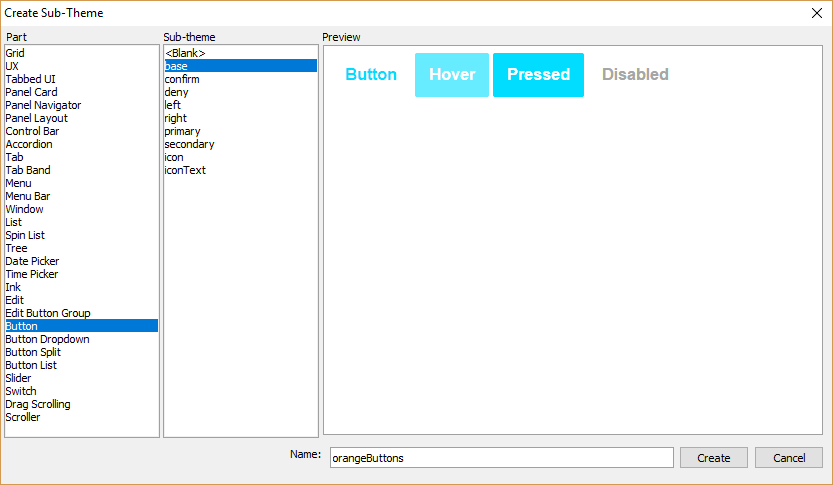 Create Sub-Theme
Part
Grid
UX
Tabbed UI
Panel Card
Panel Navigator
Panel Layout
Control Bar
Accordion
Tab
Tab Band
Menu
Menu Bar
Window
List
Spin List
Tree
Date Picker
Time Picker
Ink
Edit
Edit Button Group
Button
Button Dropdown
Button Split
Button List
Slider
Switch
Drag Scrolling
Scroller
Sub-theme
<Blank>
base
confirm
deny
left
right
primary
secondary
icon
iconText
Preview
Button Hover Pressed Disabled
Name: orangeButtons Create Cancel